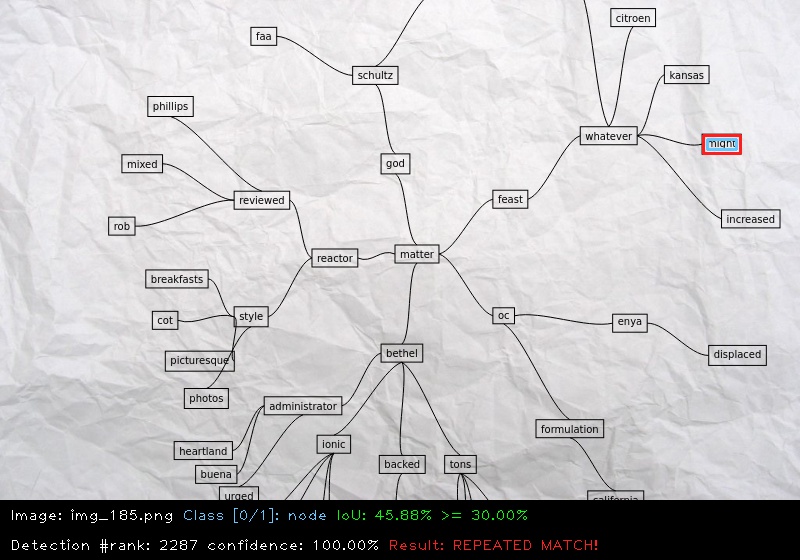 citroen
faa
kansas
schultz
phillips
whatever
might
mixed
god
reviewed
feast
increased
rob
matter
reactor
breakfasts
style
oc
cot
enya
bethel
displaced
picturesque
photos
administrator
formulation
heartland
ionic
backed
tons
buena
urged
california
Image: img_185.png Class [0/1]: node IoU: 45.88% >= 30.00%
Detection #rank: 2287 confidence: 100.00% Result: REPEATED MATCH!